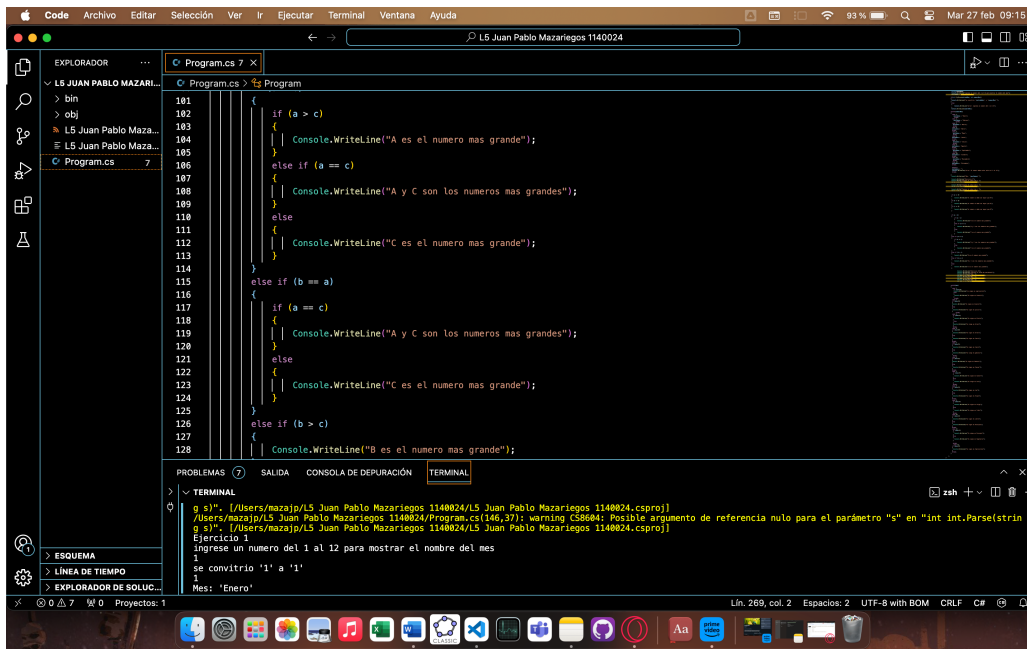 Code Archivo Editar Selección Ver Ir Ejecutar Terminal Ventana Ayuda 93 % Mar 27 feb 09:15
L5 Juan Pablo Mazariegos 1140024
EXPLORADOR
L5 JUAN PABLO MAZARI...
bin
obj
L5 Juan Pablo Maza...
L5 Juan Pablo Maza...
Program.cs 7
ESQUEMA
LÍNEA DE TIEMPO
EXPLORADOR DE SOLUC...
Program.cs 7
Program.cs > Program
101 {
102 if (a > c)
103 {
104 Console.WriteLine("A es el numero mas grande");
105 }
106 else if (a == c)
107 {
108 Console.WriteLine("A y C son los numeros mas grandes");
109 }
110 else
111 {
112 Console.WriteLine("C es el numero mas grande");
113 }
114 }
115 else if (b == a)
116 {
117 if (a == c)
118 {
119 Console.WriteLine("A y C son los numeros mas grandes");
120 }
121 else
122 {
123 Console.WriteLine("C es el numero mas grande");
124 }
125 }
126 else if (b > c)
127 {
128 Console.WriteLine("B es el numero mas grande");
PROBLEMAS 7 SALIDA CONSOLA DE DEPURACIÓN TERMINAL
TERMINAL zsh
g s)". [/Users/mazajp/L5 Juan Pablo Mazariegos 1140024/L5 Juan Pablo Mazariegos 1140024.csproj]
/Users/mazajp/L5 Juan Pablo Mazariegos 1140024/Program.cs(146,37): warning CS8604: Posible argumento de referencia nulo para el parámetro "s" en "int int.Parse(strin
g s)". [/Users/mazajp/L5 Juan Pablo Mazariegos 1140024/L5 Juan Pablo Mazariegos 1140024.csproj]
Ejercicio 1
ingrese un numero del 1 al 12 para mostrar el nombre del mes
1
se convitrio '1' a '1'
1
Mes: 'Enero'
0 7 0 Proyectos: 1 Lín. 269, col. 2 Espacios: 2 UTF-8 with BOM CRLF C#
CLASSIC Aa prime video